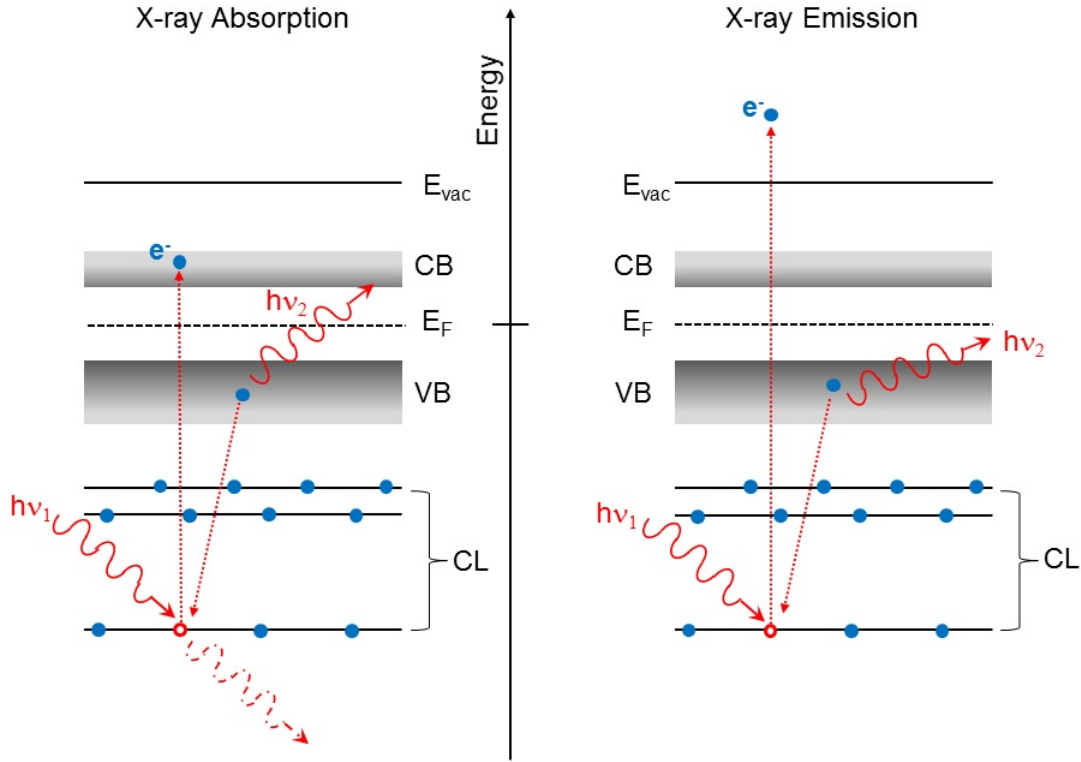 X-ray Absorption
X-ray Emission
Energy
e-
Evac
CB
hν2
EF
VB
hν1
CL
e-
Evac
CB
EF
hν2
VB
hν1
CL